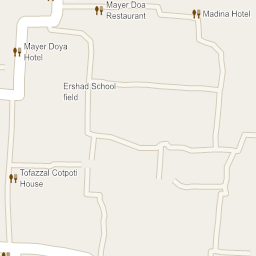 Mayer Doa
Restaurant
Madina Hotel
Mayer Doya
Hotel
Ershad School
field
Tofazzal Cotpoti
House